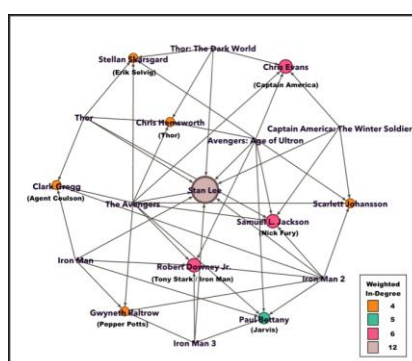 Thor: The Dark World
Stellan Skarsgard
(Erik Selvig)
Chris Evans
(Captain America)
Thor
Chris Hemsworth
(Thor)
Captain America: The Winter Soldier
Avengers: Age of Ultron
Clark Gregg
(Agent Coulson)
Stan Lee
The Avengers
Scarlett Johansson
Samuel L. Jackson
(Nick Fury)
Iron Man
Robert Downey Jr.
(Tony Stark / Iron Man)
Iron Man 2
Gwyneth Paltrow
(Pepper Potts)
Paul Bettany
(Jarvis)
Iron Man 3
Weighted
In-Degree
4
5
6
12